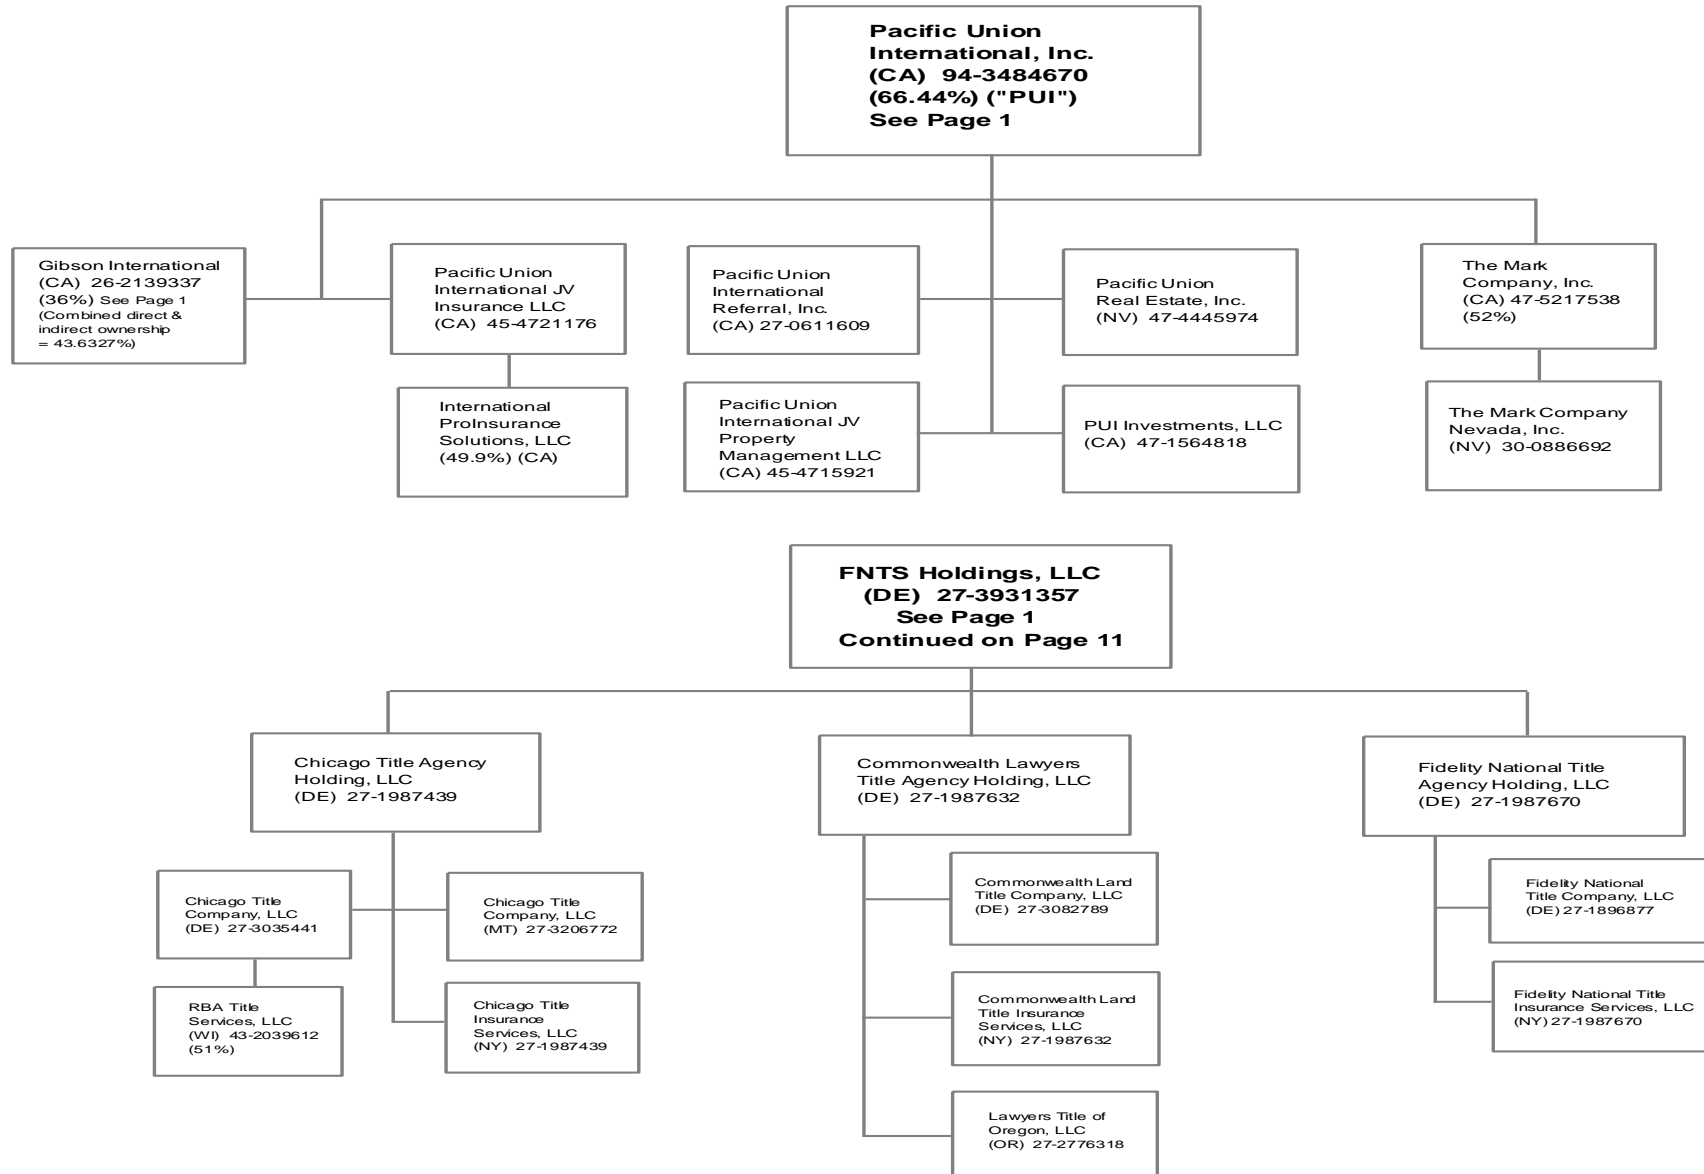 Pacific Union
International, Inc.
(CA) 94-3484670
(66.44%) ("PUI")
See Page 1
Gibson International
(CA) 26-2139337
(36%) See Page 1
(Combined direct &
indirect ownership
= 43.6327%)
Pacific Union
International JV
Insurance LLC
(CA) 45-4721176
Pacific Union
International
Referral, Inc.
(CA) 27-0611609
Pacific Union
Real Estate, Inc.
(NV) 47-4445974
The Mark
Company, Inc.
(CA) 47-5217538
(52%)
International
ProInsurance
Solutions, LLC
(49.9%) (CA)
Pacific Union
International JV
Property
Management LLC
(CA) 45-4715921
PUI Investments, LLC
(CA) 47-1564818
The Mark Company
Nevada, Inc.
(NV) 30-0886692
FNTS Holdings, LLC
(DE) 27-3931357
See Page 1
Continued on Page 11
Chicago Title Agency
Holding, LLC
(DE) 27-1987439
Commonwealth Lawyers
Title Agency Holding, LLC
(DE) 27-1987632
Fidelity National Title
Agency Holding, LLC
(DE) 27-1987670
Chicago Title
Company, LLC
(DE) 27-3035441
Chicago Title
Company, LLC
(MT) 27-3206772
Commonwealth Land
Title Company, LLC
(DE) 27-3082789
Fidelity National
Title Company, LLC
(DE) 27-1896877
RBA Title
Services, LLC
(WI) 43-2039612
(51%)
Chicago Title
Insurance
Services, LLC
(NY) 27-1987439
Commonwealth Land
Title Insurance
Services, LLC
(NY) 27-1987632
Fidelity National Title
Insurance Services, LLC
(NY) 27-1987670
Lawyers Title of
Oregon, LLC
(OR) 27-2776318